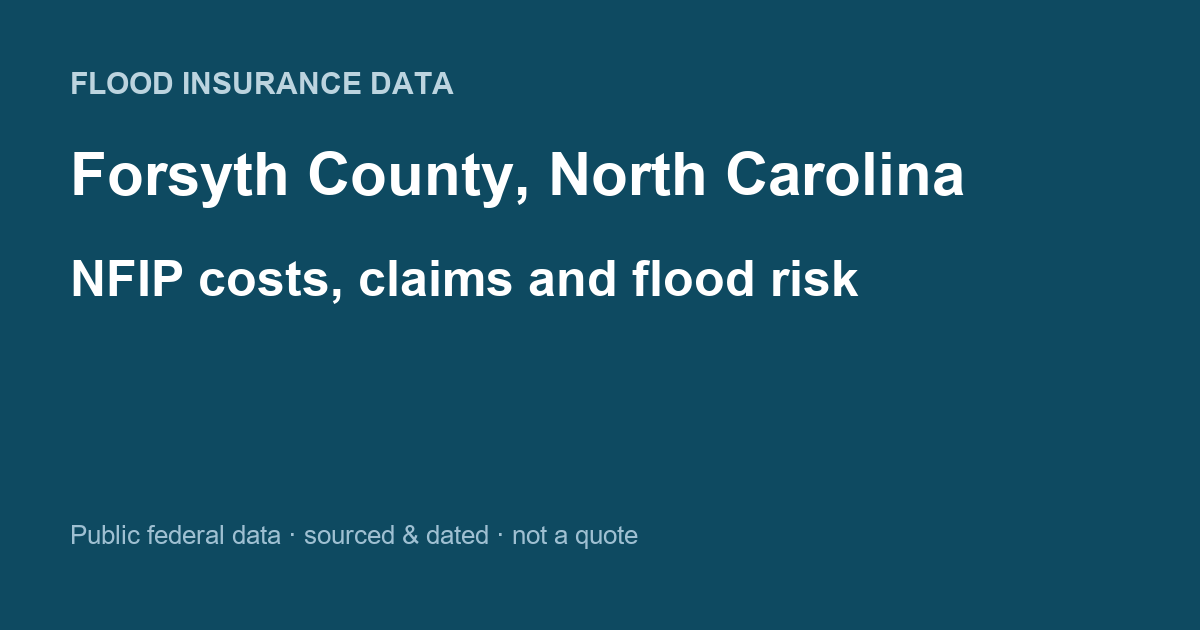 FLOOD INSURANCE DATA
Forsyth County, North Carolina
NFIP costs, claims and flood risk
Public federal data · sourced & dated · not a quote